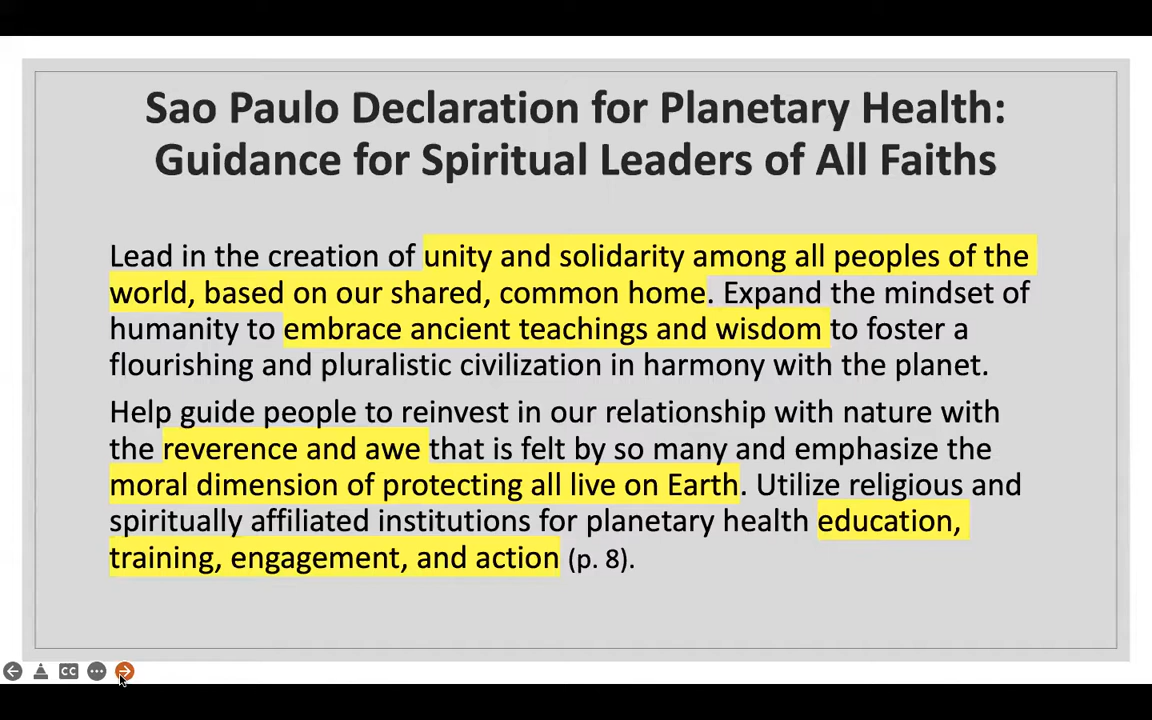 Sao Paulo Declaration for Planetary Health:
Guidance for Spiritual Leaders of All Faiths
Lead in the creation of unity and solidarity among all peoples of the
world, based on our shared, common home. Expand the mindset of
humanity to embrace ancient teachings and wisdom to foster a
flourishing and pluralistic civilization in harmony with the planet.
Help guide people to reinvest in our relationship with nature with
the reverence and awe that is felt by so many and emphasize the
moral dimension of protecting all live on Earth. Utilize religious and
spiritually affiliated institutions for planetary health education,
training, engagement, and action (p. 8).
CC